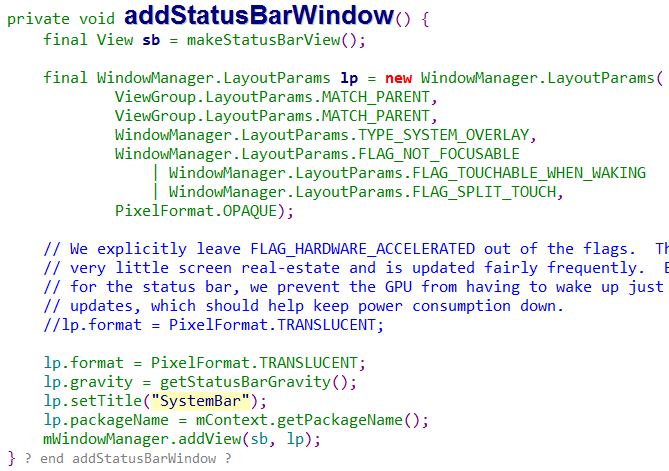 private void addStatusBarWindow() {
final View sb = makeStatusBarView();
final WindowManager.LayoutParams lp = new WindowManager.LayoutParams(
ViewGroup.LayoutParams.MATCH_PARENT,
ViewGroup.LayoutParams.MATCH_PARENT,
WindowManager.LayoutParams.TYPE_SYSTEM_OVERLAY,
WindowManager.LayoutParams.FLAG_NOT_FOCUSABLE
| WindowManager.LayoutParams.FLAG_TOUCHABLE_WHEN_WAKING
| WindowManager.LayoutParams.FLAG_SPLIT_TOUCH,
PixelFormat.OPAQUE);
// We explicitly leave FLAG_HARDWARE_ACCELERATED out of the flags.
// very little screen real-estate and is updated fairly frequently.
// for the status bar, we prevent the GPU from having to wake up just
// updates, which should help keep power consumption down.
//lp.format = PixelFormat.TRANSLUCENT;
lp.format = PixelFormat.TRANSLUCENT;
lp.gravity = getStatusBarGravity();
lp.setTitle("SystemBar");
lp.packageName = mContext.getPackageName();
mWindowManager.addView(sb, lp);
} ? end addStatusBarWindow ?